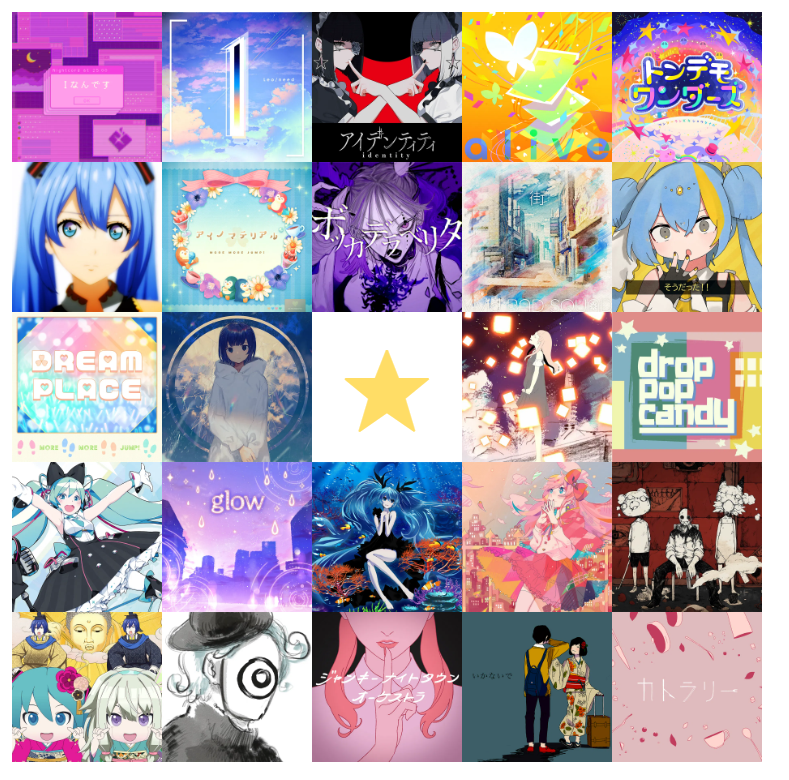 1なんです
1
アイデンティティ
identity
alive
トンデモ
ワンダーズ
アイノマテリアル
MORE MORE JUMP!
ボッカデラベリタ
街
そうだった!!
DREAM
PLACE
MORE MORE JUMP!
drop
pop
candy
glow
ジャンキーナイトタウン
オーケストラ
いかないで
カトラリー